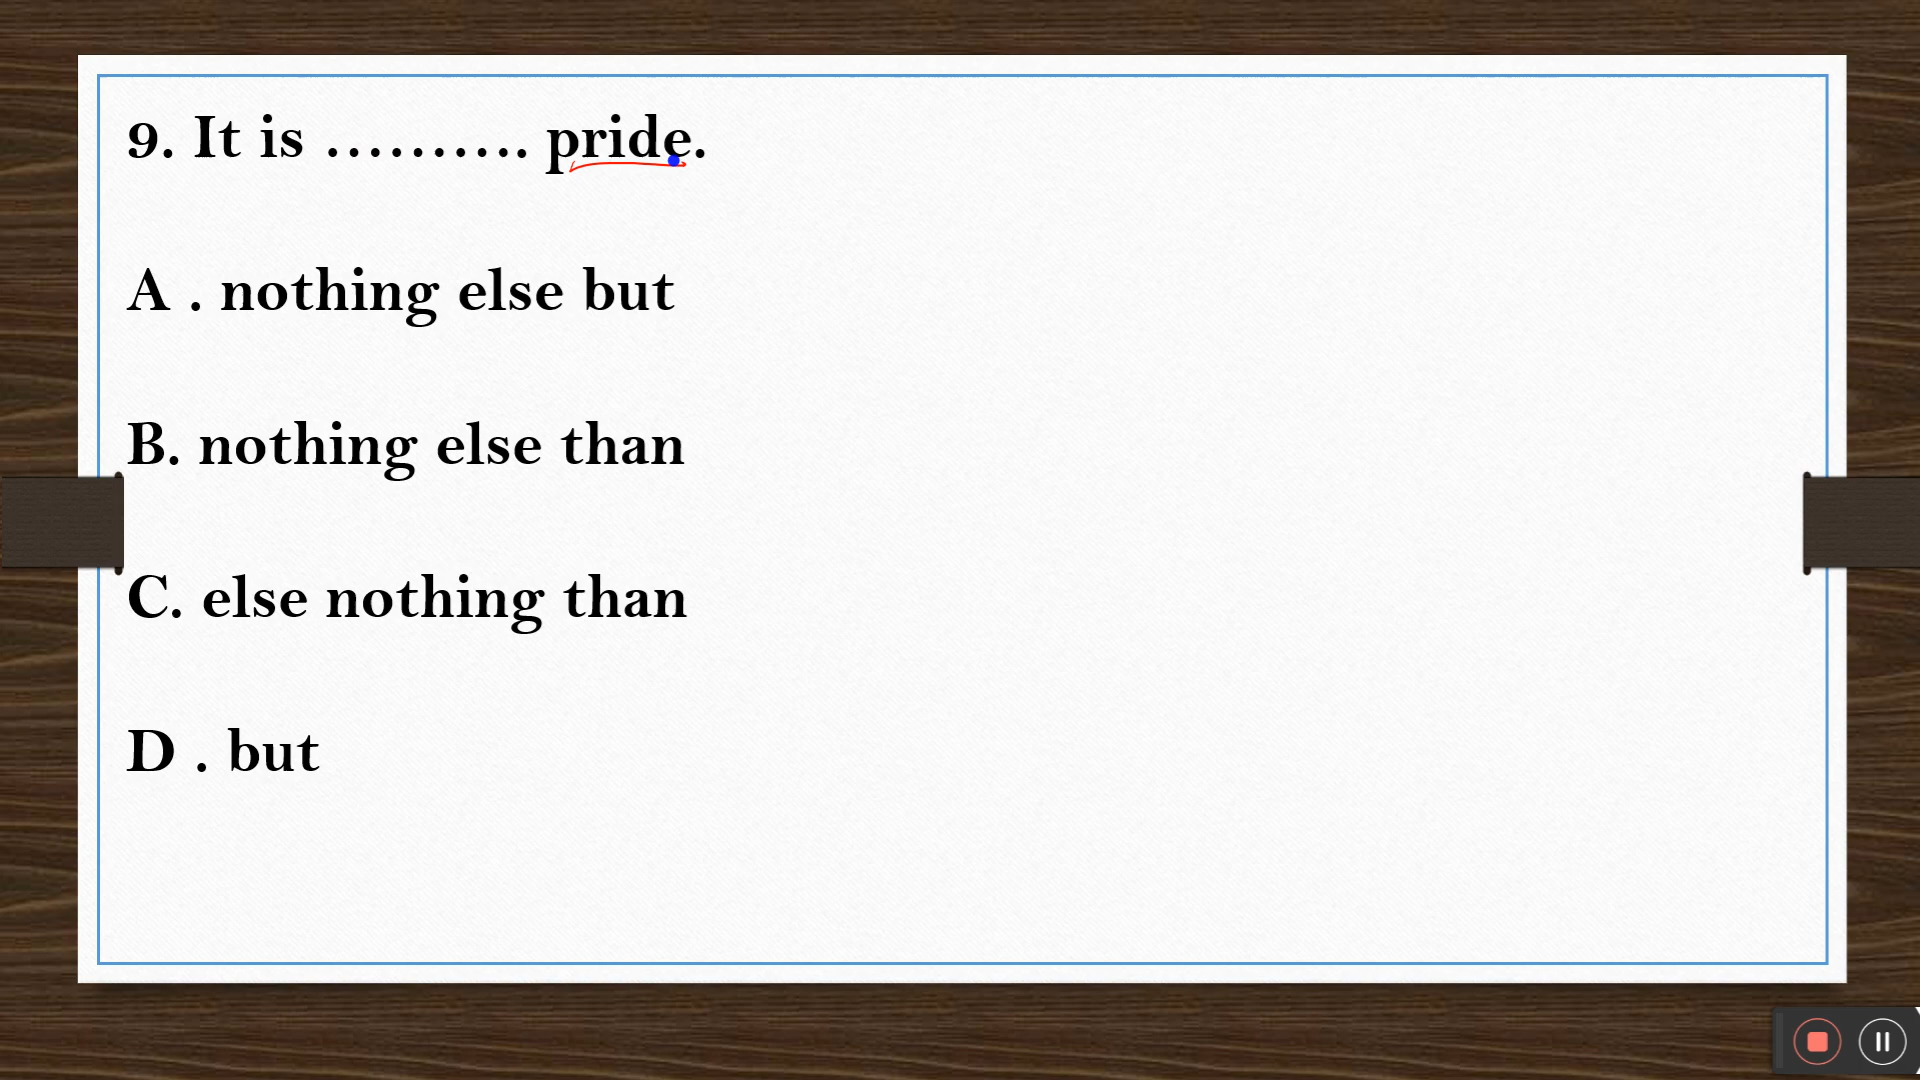 9. It is .......... pride.
A . nothing else but
B. nothing else than
C. else nothing than
D . but